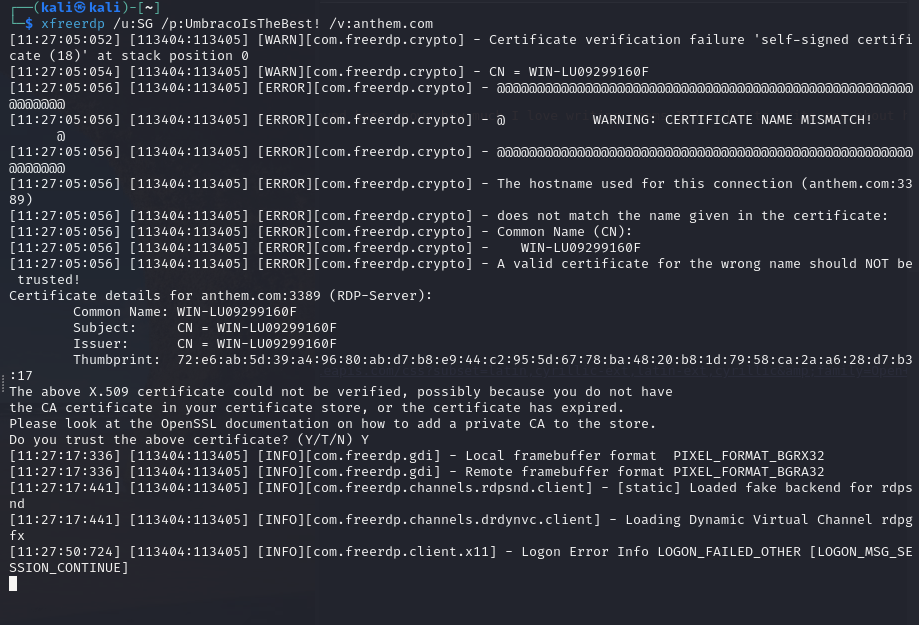 ┌──(kali㉿kali)-[~]
└─$ xfreerdp /u:SG /p:UmbracoIsTheBest! /v:anthem.com
[11:27:05:052] [113404:113405] [WARN][com.freerdp.crypto] - Certificate verification failure 'self-signed certifi
cate (18)' at stack position 0
[11:27:05:054] [113404:113405] [WARN][com.freerdp.crypto] - CN = WIN-LU09299160F
[11:27:05:056] [113404:113405] [ERROR][com.freerdp.crypto] - @@@@@@@@@@@@@@@@@@@@@@@@@@@@@@@@@@@@@@@@@@@@@@@@@@@@
@@@@@@@
[11:27:05:056] [113404:113405] [ERROR][com.freerdp.crypto] - @           WARNING: CERTIFICATE NAME MISMATCH!
      @
[11:27:05:056] [113404:113405] [ERROR][com.freerdp.crypto] - @@@@@@@@@@@@@@@@@@@@@@@@@@@@@@@@@@@@@@@@@@@@@@@@@@@@
@@@@@@@
[11:27:05:056] [113404:113405] [ERROR][com.freerdp.crypto] - The hostname used for this connection (anthem.com:33
89)
[11:27:05:056] [113404:113405] [ERROR][com.freerdp.crypto] - does not match the name given in the certificate:
[11:27:05:056] [113404:113405] [ERROR][com.freerdp.crypto] - Common Name (CN):
[11:27:05:056] [113404:113405] [ERROR][com.freerdp.crypto] -    WIN-LU09299160F
[11:27:05:056] [113404:113405] [ERROR][com.freerdp.crypto] - A valid certificate for the wrong name should NOT be
 trusted!
Certificate details for anthem.com:3389 (RDP-Server):
        Common Name: WIN-LU09299160F
        Subject:     CN = WIN-LU09299160F
        Issuer:      CN = WIN-LU09299160F
        Thumbprint:  72:e6:ab:5d:39:a4:96:80:ab:d7:b8:e9:44:c2:95:5d:67:78:ba:48:20:b8:1d:79:58:ca:2a:a6:28:d7:b3
:17
The above X.509 certificate could not be verified, possibly because you do not have
the CA certificate in your certificate store, or the certificate has expired.
Please look at the OpenSSL documentation on how to add a private CA to the store.
Do you trust the above certificate? (Y/T/N) Y
[11:27:17:336] [113404:113405] [INFO][com.freerdp.gdi] - Local framebuffer format  PIXEL_FORMAT_BGRX32
[11:27:17:336] [113404:113405] [INFO][com.freerdp.gdi] - Remote framebuffer format PIXEL_FORMAT_BGRA32
[11:27:17:441] [113404:113405] [INFO][com.freerdp.channels.rdpsnd.client] - [static] Loaded fake backend for rdps
nd
[11:27:17:441] [113404:113405] [INFO][com.freerdp.channels.drdynvc.client] - Loading Dynamic Virtual Channel rdpg
fx
[11:27:50:724] [113404:113405] [INFO][com.freerdp.client.x11] - Logon Error Info LOGON_FAILED_OTHER [LOGON_MSG_SE
SSION_CONTINUE]